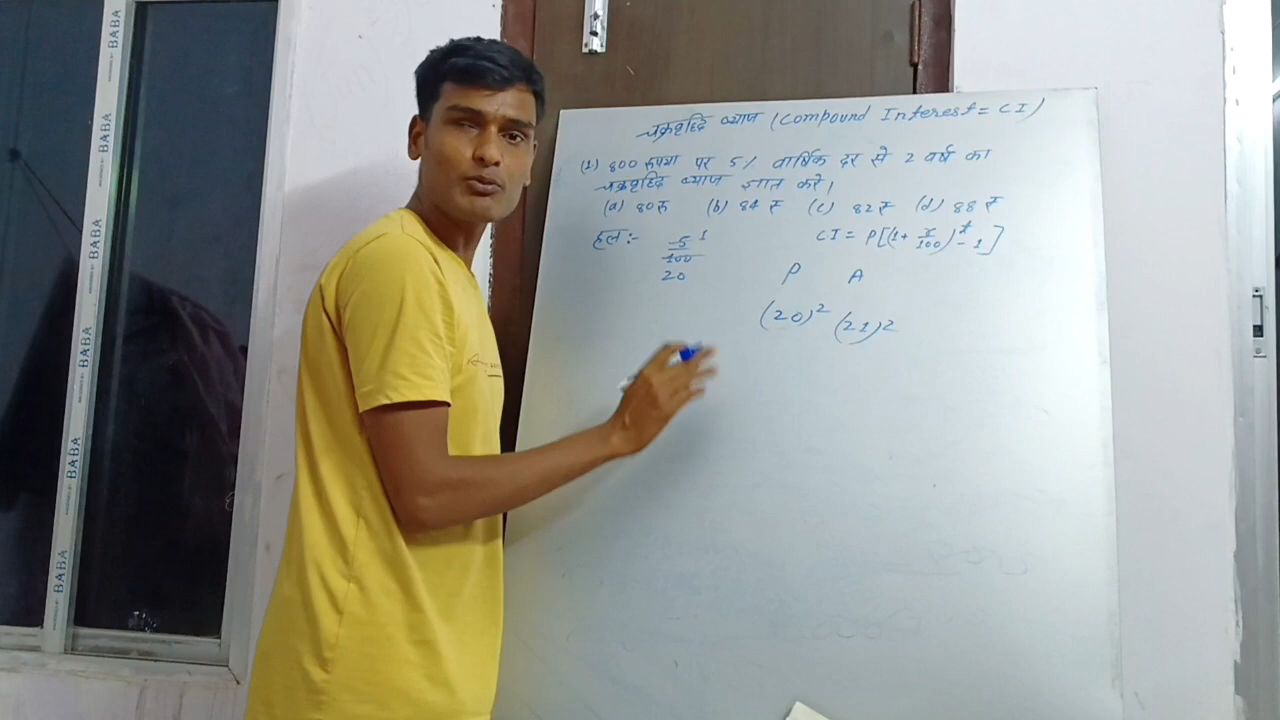 चक्रवृद्धि ब्याज (Compound Interest = CI)
(1) 800 रुपया पर 5% वार्षिक दर से 2 वर्ष का
चक्रवृद्धि ब्याज ज्ञात करें।
(a) 80 रु (b) 84 ₹ (c) 82 ₹ (d) 88 ₹
हल:- 5/100 1 20 CI = P[(1+ r/100)^t - 1]
P A
(20)² (21)²
BABA
BABA
BABA
BABA
BABA
BABA